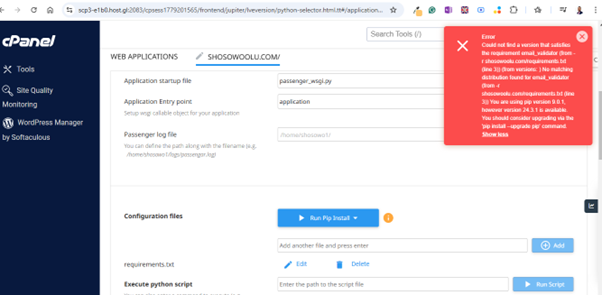 scp3-e1b0.host.gl:2083/cpsess1779201565/frontend/jupiter/lveversion/python-selector.html.tt#/applicatio...
cPanel
Search Tools (/)
Tools
Site Quality
Monitoring
WordPress Manager
by Softaculous
WEB APPLICATIONS
SHOSOWOOLU.COM/
Application startup file
passenger_wsgi.py
Application Entry point
application
Setup wsgi callable object for your application
Passenger log file
/home/shosowo1/
You can define the path along with the filename (e.g.
/home/shosowo1/logs/passenger.log)
Configuration files
Run Pip Install
Add another file and press enter
Add
requirements.txt
Edit
Delete
Execute python script
Enter the path to the script file
Run Script
Error
Could not find a version that satisfies
the requirement email_validator (from -
r shosowoolu.com/requirements.txt
(line 3)) (from versions: ) No matching
distribution found for email_validator
(from -r
shosowoolu.com/requirements.txt (line
3)) You are using pip version 9.0.1,
however version 24.3.1 is available.
You should consider upgrading via the
'pip install --upgrade pip' command.
Show less